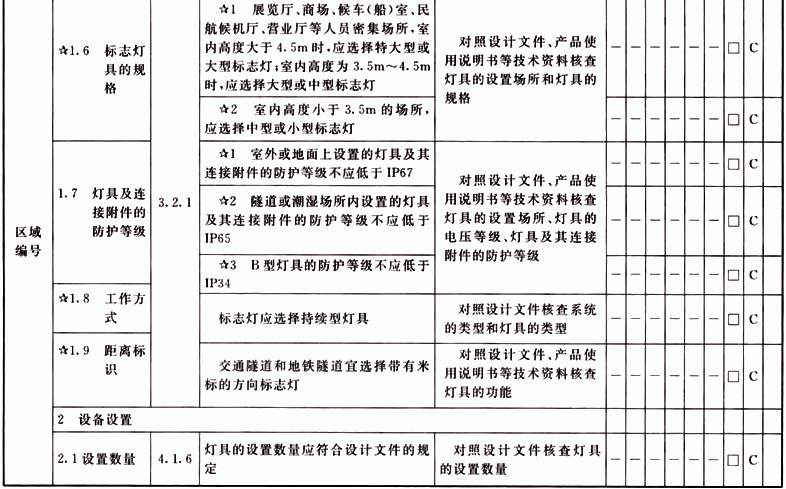 区域
编号
☆1.6 标志灯
具的规
格
3.2.1
☆1 展览厅、商场、候车(船)室、民
航候机厅、营业厅等人员密集场所,室
内高度大于4.5m时,应选择特大型或
大型标志灯;室内高度为3.5m～4.5m
时,应选择大型或中型标志灯
对照设计文件、产品使
用说明书等技术资料核查
灯具的设置场所和灯具的
规格
— — — — — — □ C
☆2 室内高度小于3.5m的场所,
应选择中型或小型标志灯
— — — — — — □ C
1.7 灯具及连
接附件的
防护等级
☆1 室外或地面上设置的灯具及其
连接附件的防护等级不应低于IP67
对照设计文件、产品使
用说明书等技术资料核查
灯具的设置场所、灯具的
电压等级、灯具及其连接
附件的防护等级
— — — — — — □ C
☆2 隧道或潮湿场所内设置的灯具
及其连接附件的防护等级不应低于
IP65
— — — — — — □ C
☆3 B型灯具的防护等级不应低于
IP34
— — — — — — □ C
☆1.8 工作方
式
标志灯应选择持续型灯具
对照设计文件核查系统
的类型和灯具的类型
— — — — — — □ C
☆1.9 距离标
识
交通隧道和地铁隧道宜选择带有米
标的方向标志灯
对照设计文件、产品使
用说明书等技术资料核查
灯具的功能
— — — — — — □ C
2 设备设置
2.1 设置数量
4.1.6
灯具的设置数量应符合设计文件的规
定
对照设计文件核查灯具
的设置数量
— — — — — — □ C